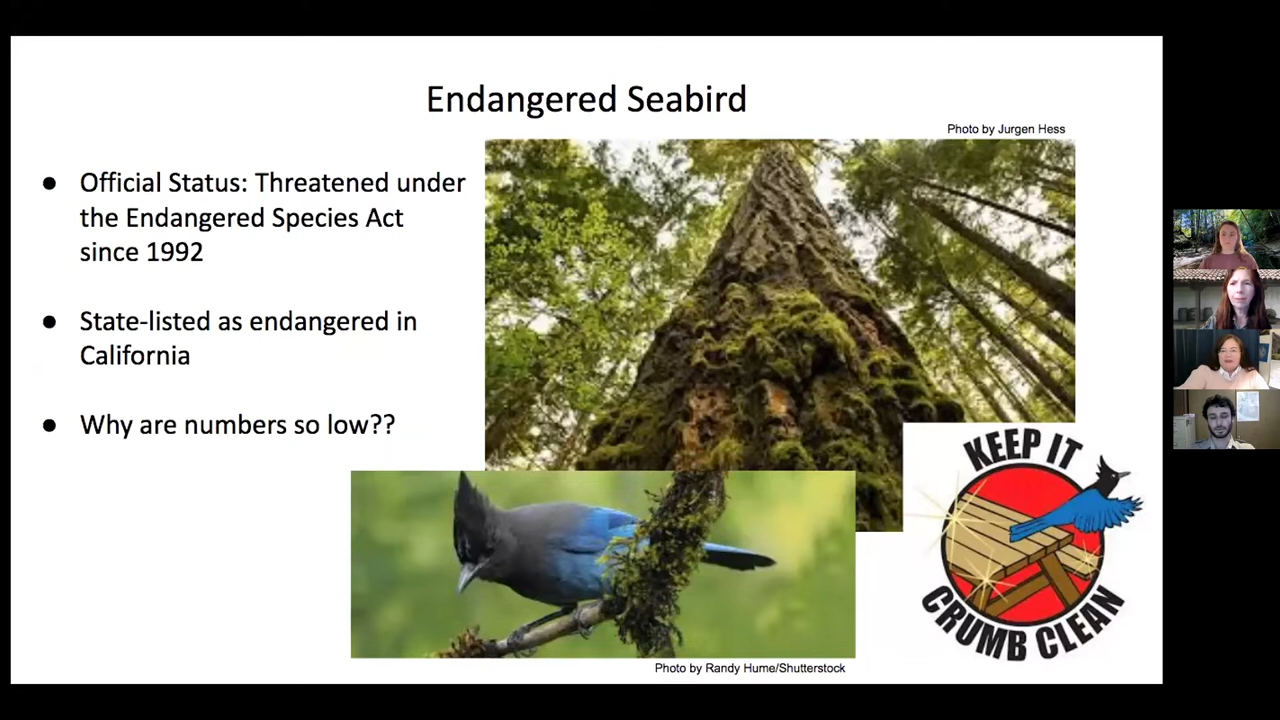 Endangered Seabird
Photo by Jurgen Hess
● Official Status: Threatened under
the Endangered Species Act
since 1992
● State-listed as endangered in
California
● Why are numbers so low??
KEEP IT
CRUMB CLEAN
Photo by Randy Hume/Shutterstock